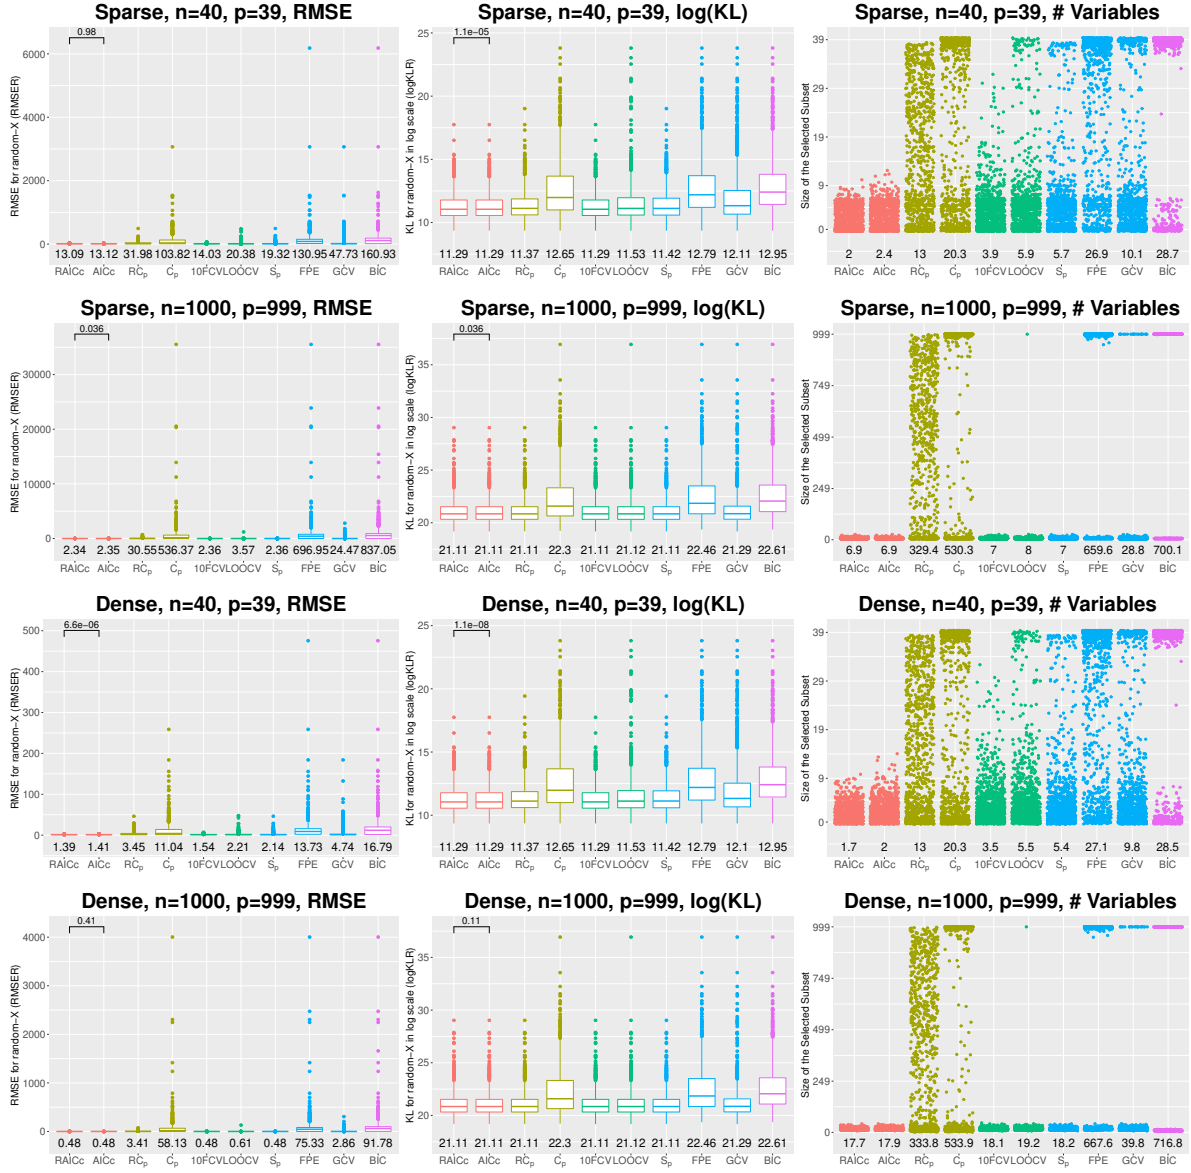 Sparse, n=40, p=39, RMSE
RMSE for random−X (RMSER)
6000
4000
2000
0
0.98
13.09 13.12 31.98 103.82 14.03 20.38 19.32 130.95 47.73 160.93
RAICc AICc RCp Cp 10FCV LOOCV Sp FPE GCV BIC
Sparse, n=40, p=39, log(KL)
KL for random−X in log scale (logKLR)
25
20
15
10
1.1e−05
11.29 11.29 11.37 12.65 11.29 11.53 11.42 12.79 12.11 12.95
RAICc AICc RCp Cp 10FCV LOOCV Sp FPE GCV BIC
Sparse, n=40, p=39, # Variables
Size of the Selected Subset
39
29
19
9
0
2 2.4 13 20.3 3.9 5.9 5.7 26.9 10.1 28.7
RAICc AICc RCp Cp 10FCV LOOCV Sp FPE GCV BIC
Sparse, n=1000, p=999, RMSE
RMSE for random−X (RMSER)
30000
20000
10000
0
0.036
2.34 2.35 30.55 536.37 2.36 3.57 2.36 696.95 24.47 837.05
RAICc AICc RCp Cp 10FCV LOOCV Sp FPE GCV BIC
Sparse, n=1000, p=999, log(KL)
KL for random−X in log scale (logKLR)
35
30
25
20
0.036
21.11 21.11 21.11 22.3 21.11 21.12 21.11 22.46 21.29 22.61
RAICc AICc RCp Cp 10FCV LOOCV Sp FPE GCV BIC
Sparse, n=1000, p=999, # Variables
Size of the Selected Subset
999
749
499
249
0
6.9 6.9 329.4 530.3 7 8 7 659.6 28.8 700.1
RAICc AICc RCp Cp 10FCV LOOCV Sp FPE GCV BIC
Dense, n=40, p=39, RMSE
RMSE for random−X (RMSER)
500
400
300
200
100
0
6.6e−06
1.39 1.41 3.45 11.04 1.54 2.21 2.14 13.73 4.74 16.79
RAICc AICc RCp Cp 10FCV LOOCV Sp FPE GCV BIC
Dense, n=40, p=39, log(KL)
KL for random−X in log scale (logKLR)
25
20
15
10
1.1e−08
11.29 11.29 11.37 12.65 11.29 11.53 11.42 12.79 12.1 12.95
RAICc AICc RCp Cp 10FCV LOOCV Sp FPE GCV BIC
Dense, n=40, p=39, # Variables
Size of the Selected Subset
39
29
19
9
0
1.7 2 13 20.3 3.5 5.5 5.4 27.1 9.8 28.5
RAICc AICc RCp Cp 10FCV LOOCV Sp FPE GCV BIC
Dense, n=1000, p=999, RMSE
RMSE for random−X (RMSER)
4000
3000
2000
1000
0
0.41
0.48 0.48 3.41 58.13 0.48 0.61 0.48 75.33 2.86 91.78
RAICc AICc RCp Cp 10FCV LOOCV Sp FPE GCV BIC
Dense, n=1000, p=999, log(KL)
KL for random−X in log scale (logKLR)
35
30
25
20
0.11
21.11 21.11 21.11 22.3 21.11 21.12 21.11 22.46 21.29 22.61
RAICc AICc RCp Cp 10FCV LOOCV Sp FPE GCV BIC
Dense, n=1000, p=999, # Variables
Size of the Selected Subset
999
749
499
249
0
17.7 17.9 333.8 533.9 18.1 19.2 18.2 667.6 39.8 716.8
RAICc AICc RCp Cp 10FCV LOOCV Sp FPE GCV BIC